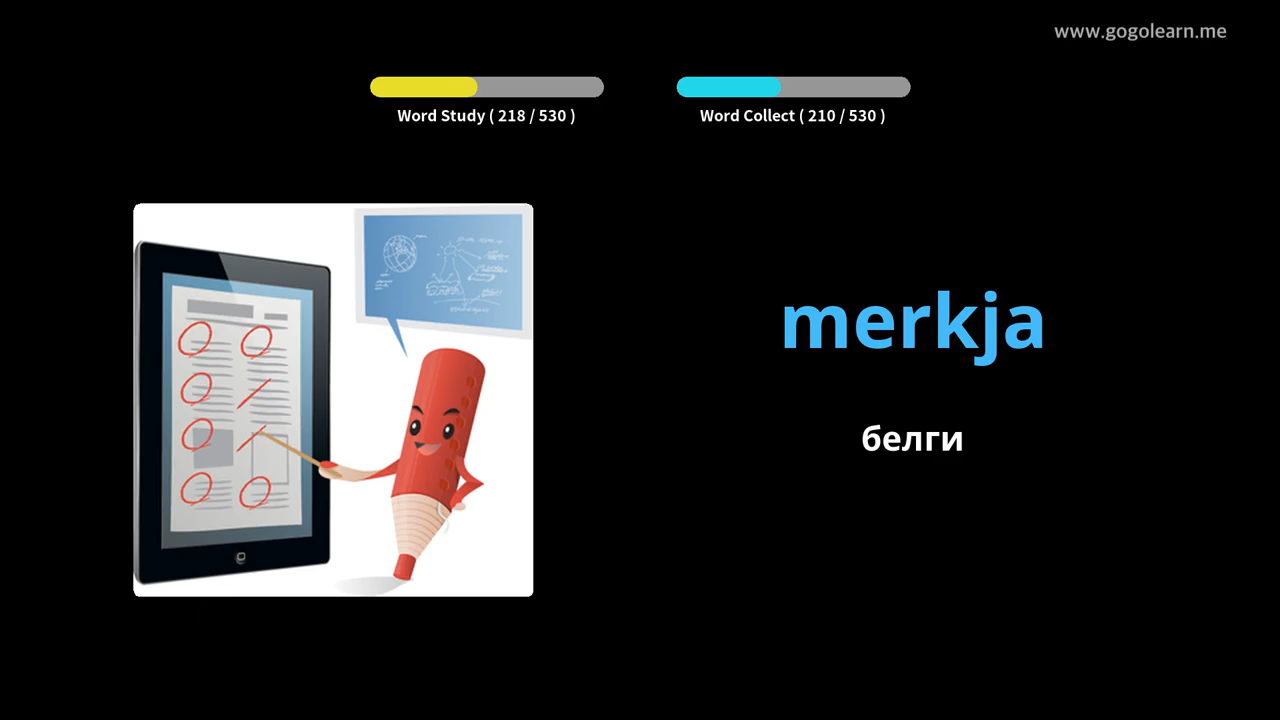 www.gogolearn.me
Word Study ( 218 / 530 )
Word Collect ( 210 / 530 )
merkja
белги